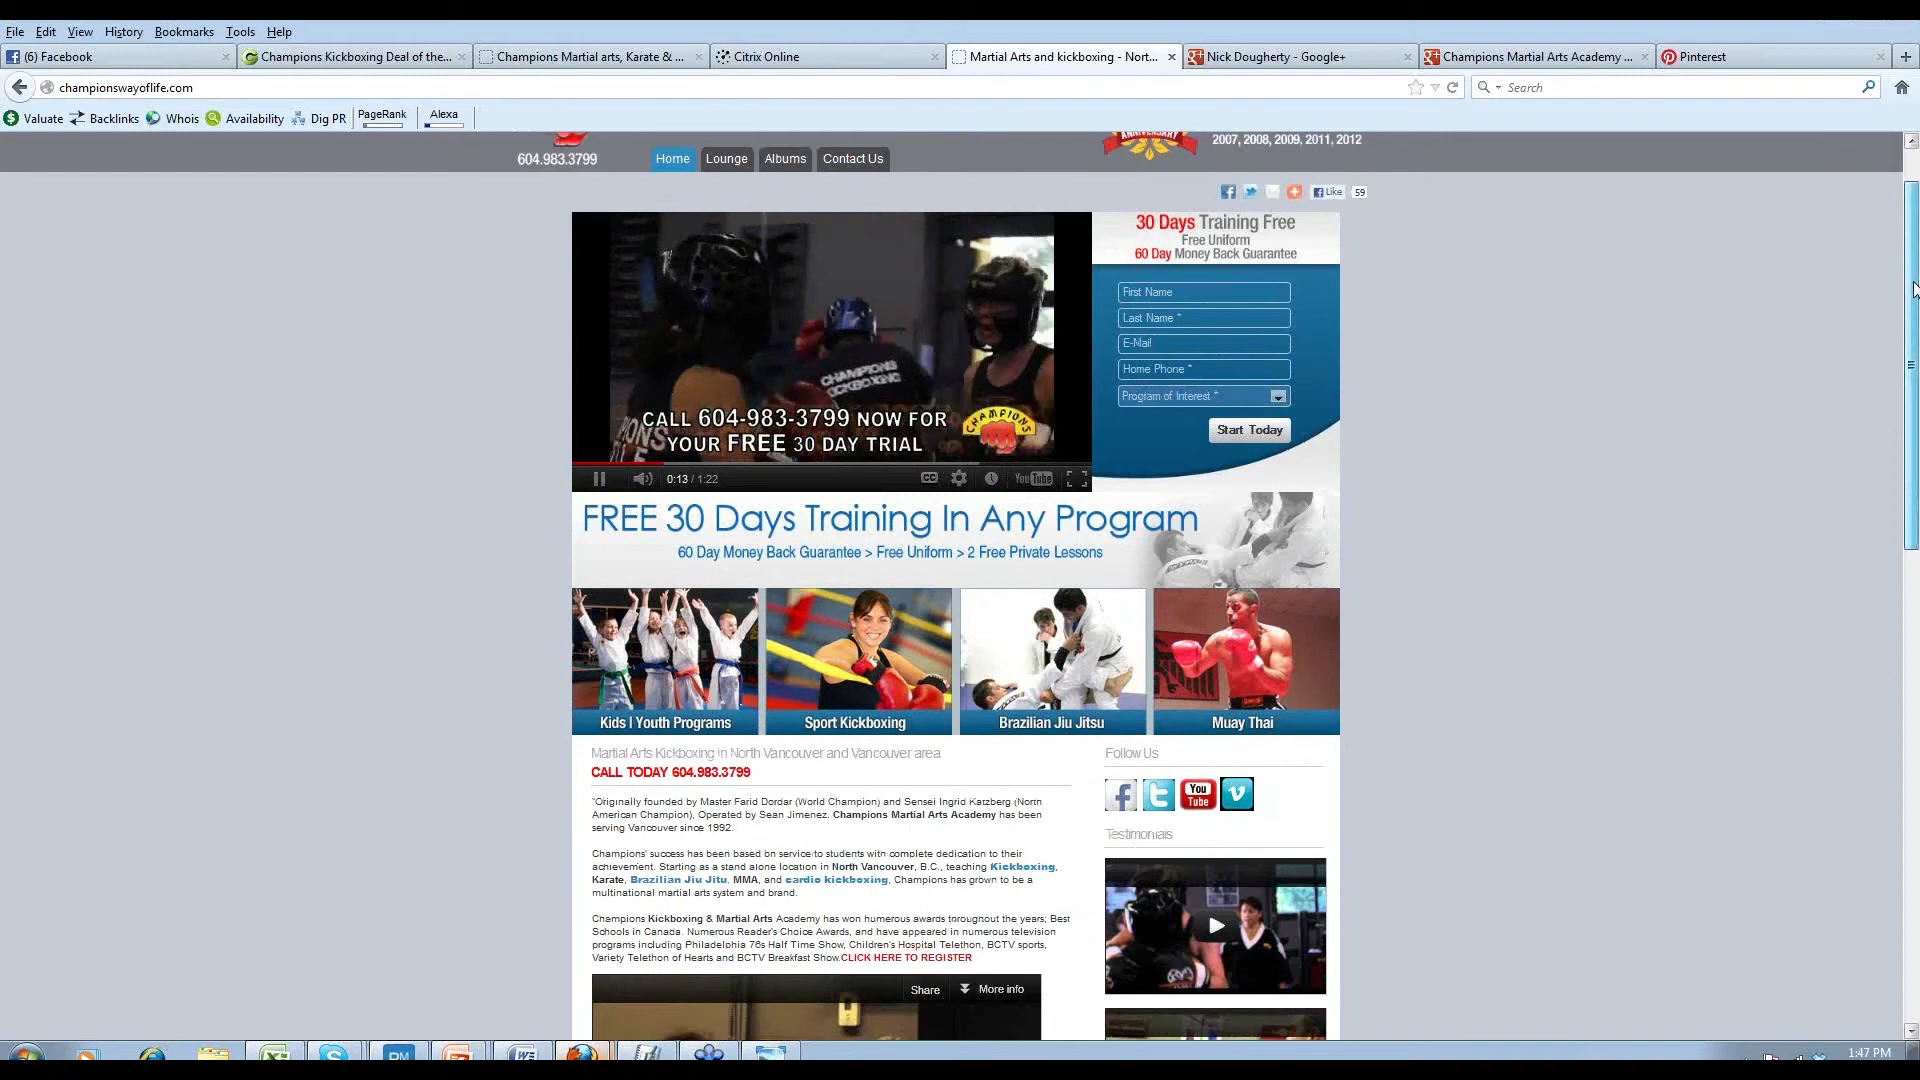 File Edit View History Bookmarks Tools Help
(6) Facebook
Champions Kickboxing Deal of the...
Champions Martial arts, Karate & ...
Citrix Online
Martial Arts and kickboxing - Nort...
Nick Dougherty - Google+
Champions Martial Arts Academy ...
Pinterest
championswayoflife.com
Search
Valuate Backlinks Whois Availability Dig PR PageRank Alexa
ANNIVERSARY
2007, 2008, 2009, 2011, 2012
604.983.3799
Home Lounge Albums Contact Us
Like 59
30 Days Training Free
Free Uniform
60 Day Money Back Guarantee
First Name
Last Name *
E-Mail
Home Phone *
Program of Interest *
Start Today
CHAMPIONS
KICKBOXING
CALL 604-983-3799 NOW FOR
YOUR FREE 30 DAY TRIAL
CHAMPIONS
0:13 / 1:22
CC
YouTube
FREE 30 Days Training In Any Program
60 Day Money Back Guarantee > Free Uniform > 2 Free Private Lessons
Kids | Youth Programs
Sport Kickboxing
Brazilian Jiu Jitsu
Muay Thai
Martial Arts Kickboxing in North Vancouver and Vancouver area
CALL TODAY 604.983.3799
"Originally founded by Master Farid Dordar (World Champion) and Sensei Ingrid Katzberg (North
American Champion), Operated by Sean Jimenez. Champions Martial Arts Academy has been
serving Vancouver since 1992.
Champions' success has been based on service to students with complete dedication to their
achievement. Starting as a stand alone location in North Vancouver, B.C., teaching Kickboxing,
Karate, Brazilian Jiu Jitu, MMA, and cardio kickboxing, Champions has grown to be a
multinational martial arts system and brand.
Champions Kickboxing & Martial Arts Academy has won humerous awards throughout the years; Best
Schools in Canada. Numerous Reader's Choice Awards, and have appeared in numerous television
programs including Philadelphia 76s Half Time Show, Children's Hospital Telethon, BCTV sports,
Variety Telethon of Hearts and BCTV Breakfast Show.CLICK HERE TO REGISTER
Share
More info
Follow Us
You
Tube
Testimonials
1:47 PM